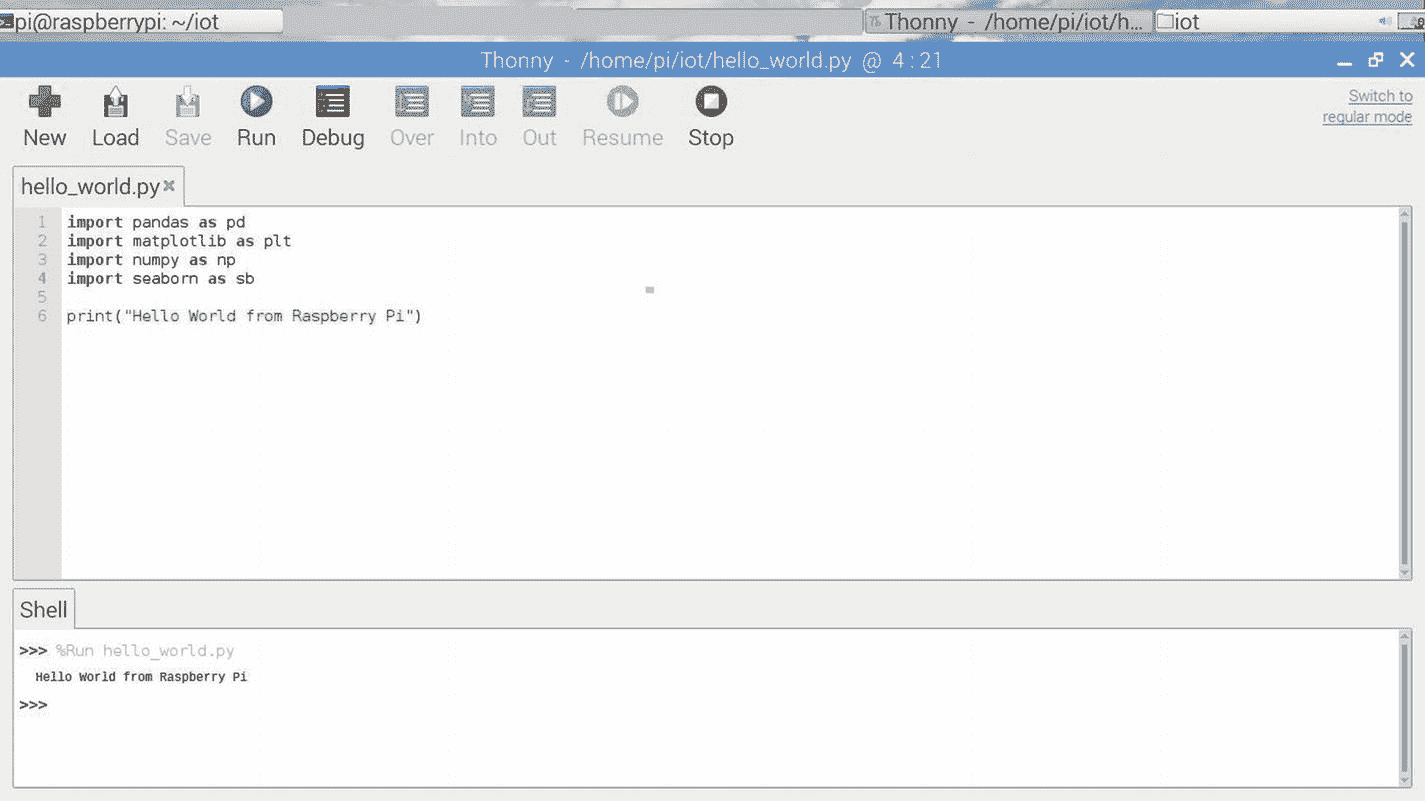 pi@raspberrypi: ~/iot
Thonny - /home/pi/iot/h...
iot
Thonny - /home/pi/iot/hello_world.py @ 4:21
New
Load
Save
Run
Debug
Over
Into
Out
Resume
Stop
Switch to
regular mode
hello_world.py
1 import pandas as pd
2 import matplotlib as plt
3 import numpy as np
4 import seaborn as sb
5
6 print("Hello World from Raspberry Pi")
Shell
>>> %Run hello_world.py
Hello World from Raspberry Pi
>>>